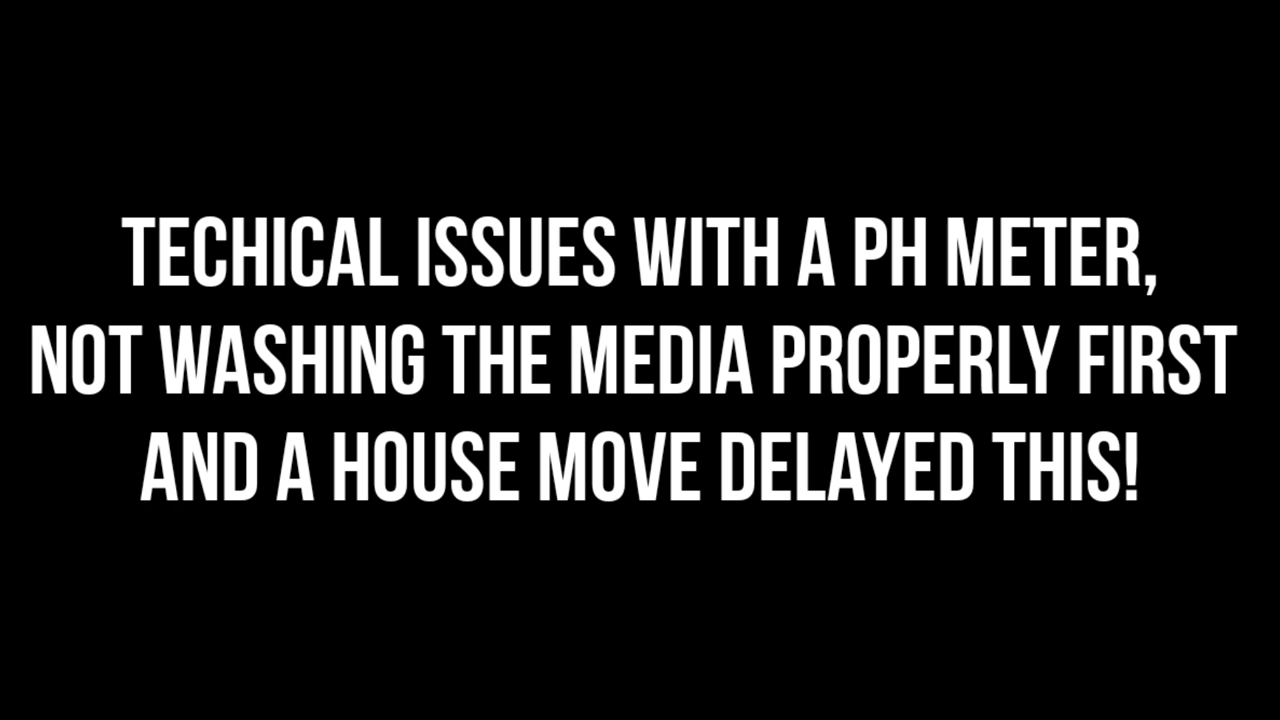 TECHICAL ISSUES WITH A PH METER,
NOT WASHING THE MEDIA PROPERLY FIRST
AND A HOUSE MOVE DELAYED THIS!